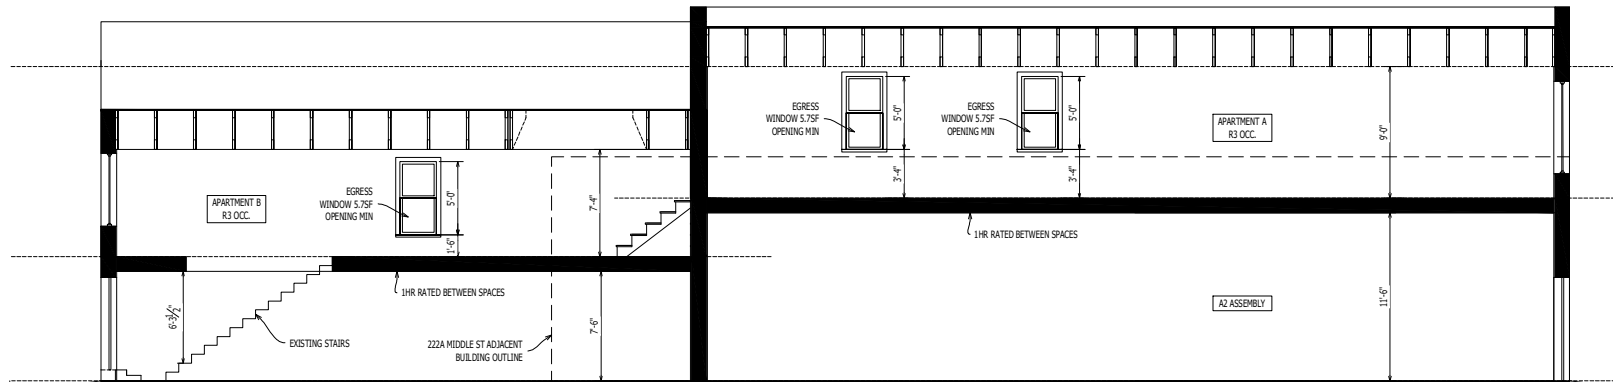 EGRESS
WINDOW 5.7SF
OPENING MIN
5'-0"
3'-4"
EGRESS
WINDOW 5.7SF
OPENING MIN
5'-0"
3'-4"
APARTMENT A
R3 OCC.
9'-0"
APARTMENT B
R3 OCC.
EGRESS
WINDOW 5.7SF
OPENING MIN
5'-0"
1'-6"
7'-4"
1HR RATED BETWEEN SPACES
1HR RATED BETWEEN SPACES
6'-3½"
EXISTING STAIRS
222A MIDDLE ST ADJACENT
BUILDING OUTLINE
7'-6"
A2 ASSEMBLY
11'-6"